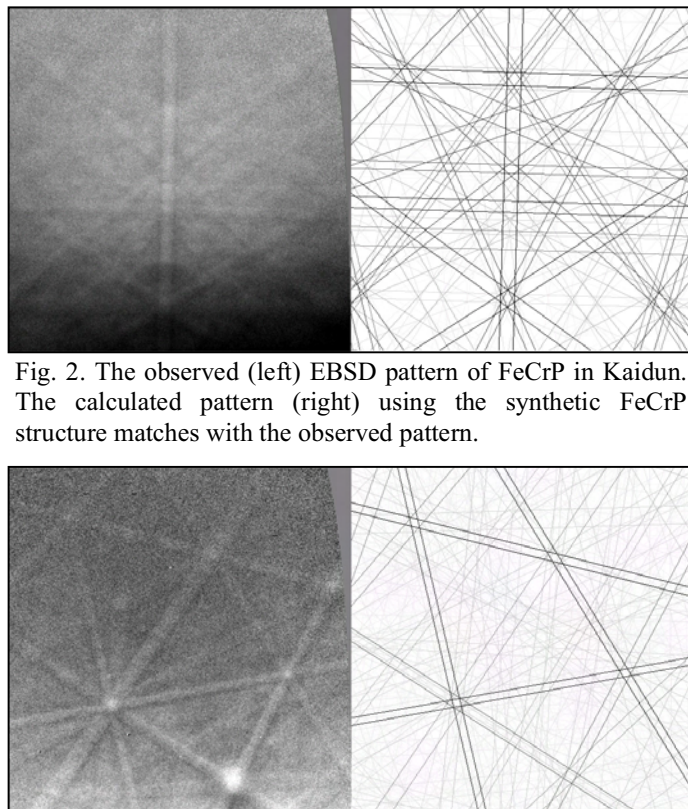 Fig. 2. The observed (left) EBSD pattern of FeCrP in Kaidun.
The calculated pattern (right) using the synthetic FeCrP
structure matches with the observed pattern.